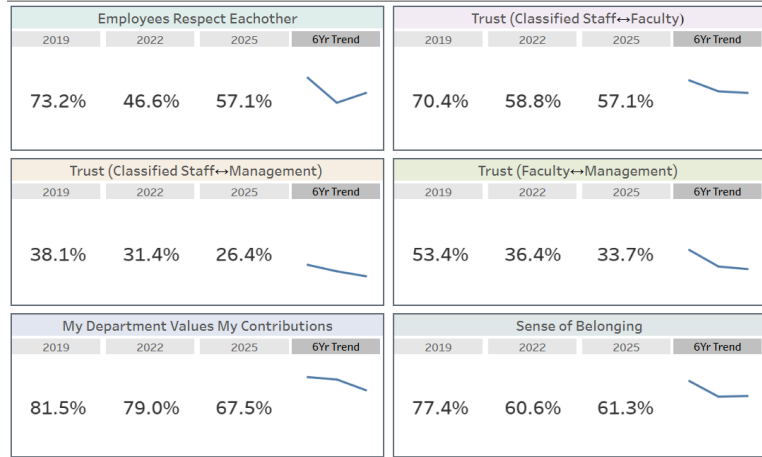 Employees Respect Eachother
2019 2022 2025 6Yr Trend
73.2% 46.6% 57.1%
Trust (Classified Staff↔Faculty)
2019 2022 2025 6Yr Trend
70.4% 58.8% 57.1%
Trust (Classified Staff↔Management)
2019 2022 2025 6Yr Trend
38.1% 31.4% 26.4%
Trust (Faculty↔Management)
2019 2022 2025 6Yr Trend
53.4% 36.4% 33.7%
My Department Values My Contributions
2019 2022 2025 6Yr Trend
81.5% 79.0% 67.5%
Sense of Belonging
2019 2022 2025 6Yr Trend
77.4% 60.6% 61.3%